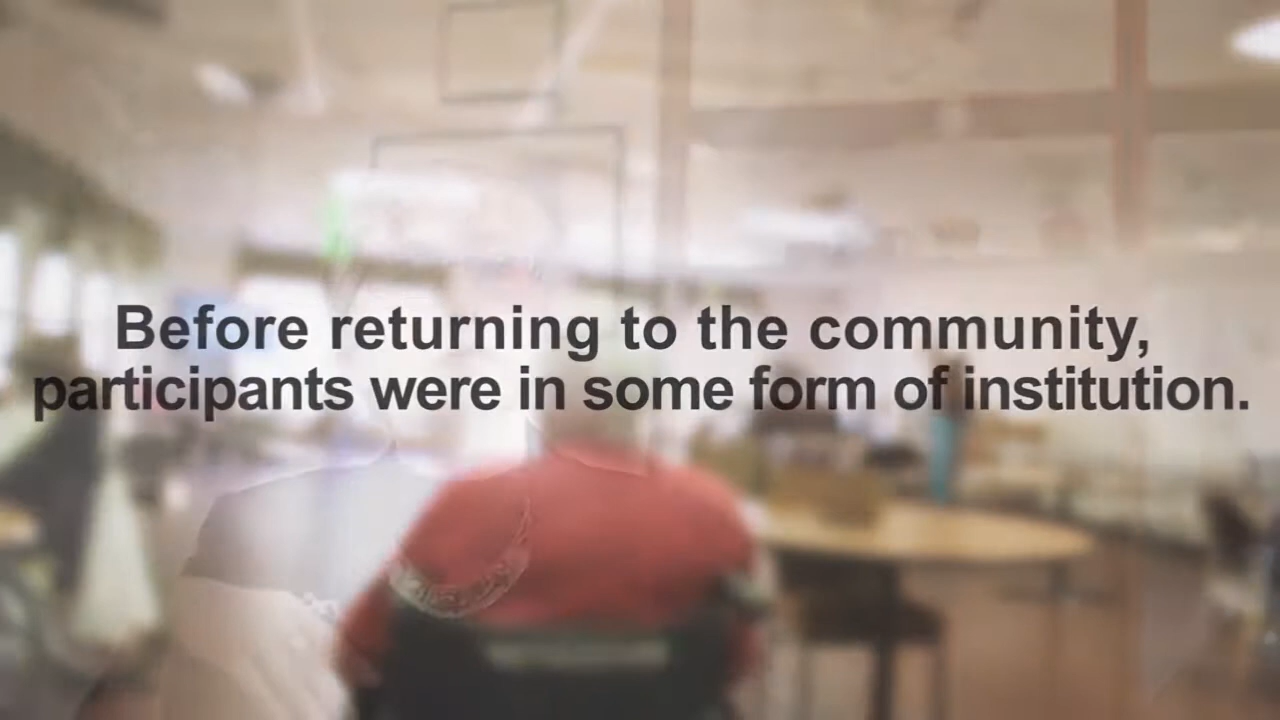 Before returning to the community,
participants were in some form of institution.